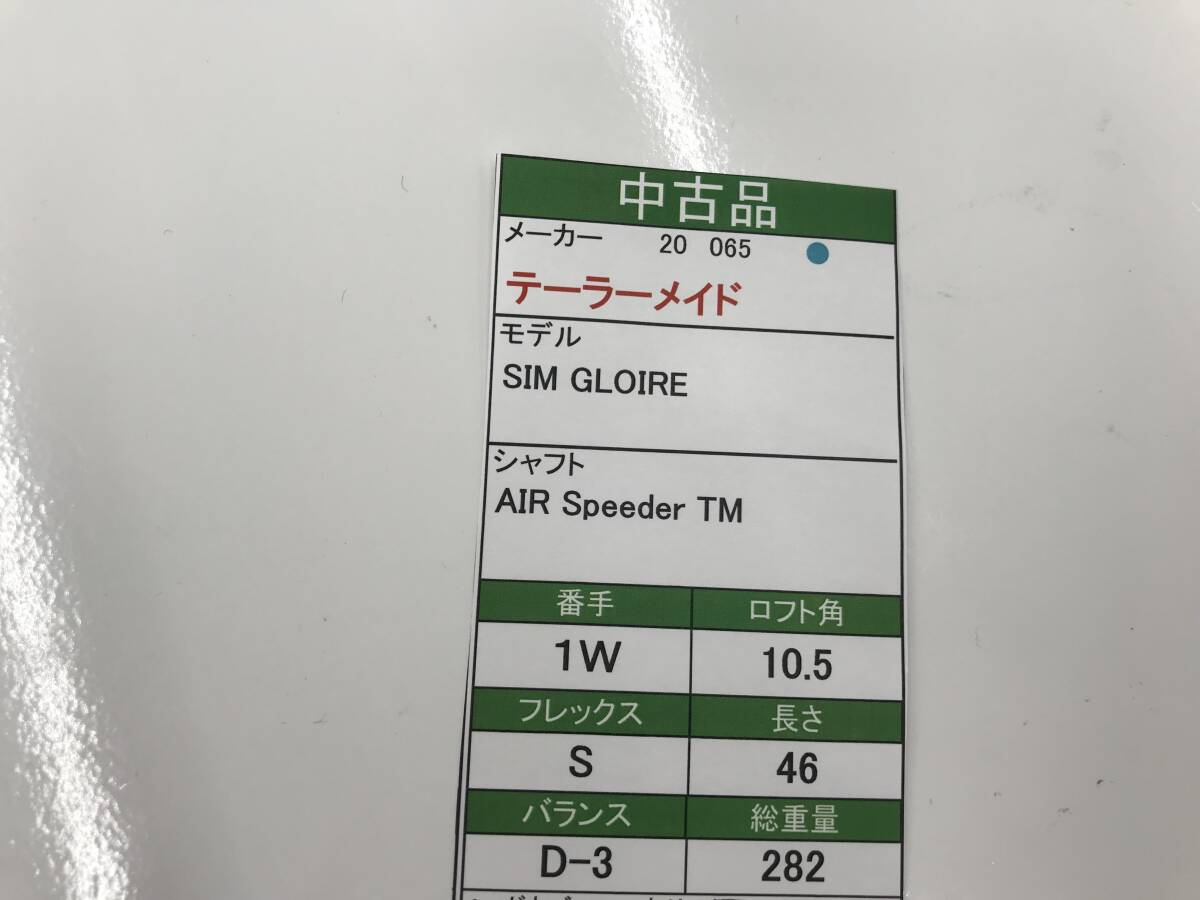 中古品
メーカー 20 065
テーラーメイド
モデル
SIM GLOIRE
シャフト
AIR Speeder TM
番手 ロフト角
1W 10.5
フレックス 長さ
S 46
バランス 総重量
D-3 282